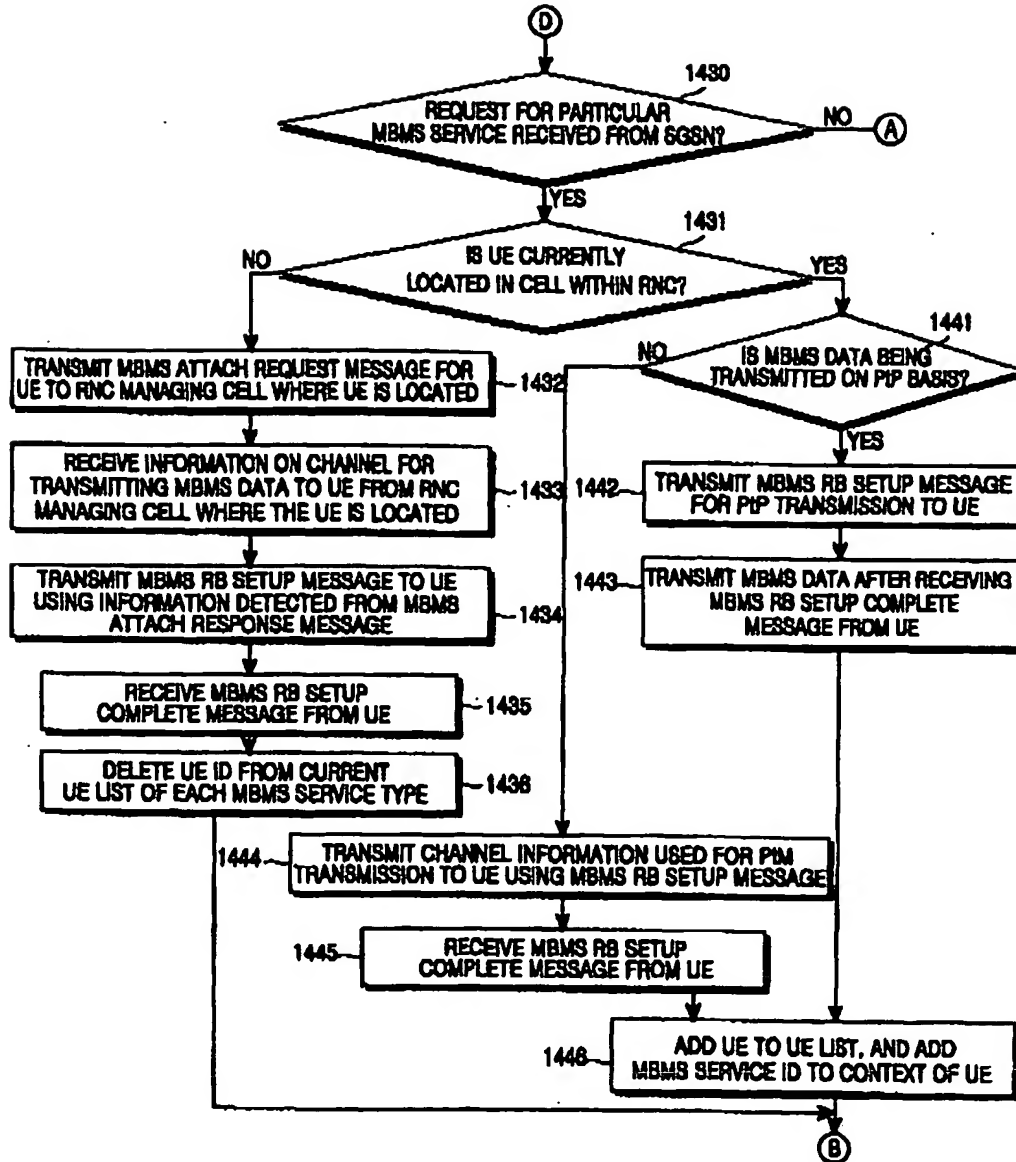 D
1430
REQUEST FOR PARTICULAR
MBMS SERVICE RECEIVED FROM SGSN?
NO
A
YES
1431
IS UE CURRENTLY
LOCATED IN CELL WITHIN RNC?
NO
YES
1441
IS MBMS DATA BEING
TRANSMITTED ON PtP BASIS?
NO
YES
TRANSMIT MBMS ATTACH REQUEST MESSAGE FOR
UE TO RNC MANAGING CELL WHERE UE IS LOCATED
1432
RECEIVE INFORMATION ON CHANNEL FOR
TRANSMITTING MBMS DATA TO UE FROM RNC
MANAGING CELL WHERE THE UE IS LOCATED
1433
1442
TRANSMIT MBMS RB SETUP MESSAGE
FOR PtP TRANSMISSION TO UE
TRANSMIT MBMS RB SETUP MESSAGE TO UE
USING INFORMATION DETECTED FROM MBMS
ATTACH RESPONSE MESSAGE
1434
1443
TRANSMIT MBMS DATA AFTER RECEIVING
MBMS RB SETUP COMPLETE
MESSAGE FROM UE
RECEIVE MBMS RB SETUP
COMPLETE MESSAGE FROM UE
1435
DELETE UE ID FROM CURRENT
UE LIST OF EACH MBMS SERVICE TYPE
1436
1444
TRANSMIT CHANNEL INFORMATION USED FOR PtM
TRANSMISSION TO UE USING MBMS RB SETUP MESSAGE
1445
RECEIVE MBMS RB SETUP
COMPLETE MESSAGE FROM UE
1446
ADD UE TO UE LIST, AND ADD
MBMS SERVICE ID TO CONTEXT OF UE
B